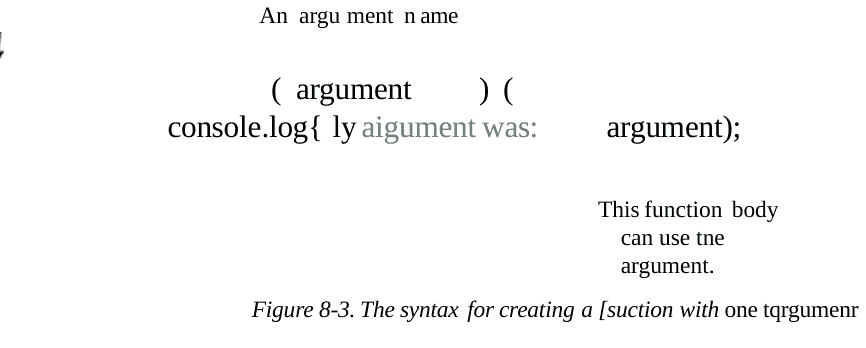 An argu ment n ame
( argument ) (
console.log{ ly aigument was: argument);
This function body
can use tne
argument.
Figure 8-3. The syntax for creating a [suction with one tqrgumenr